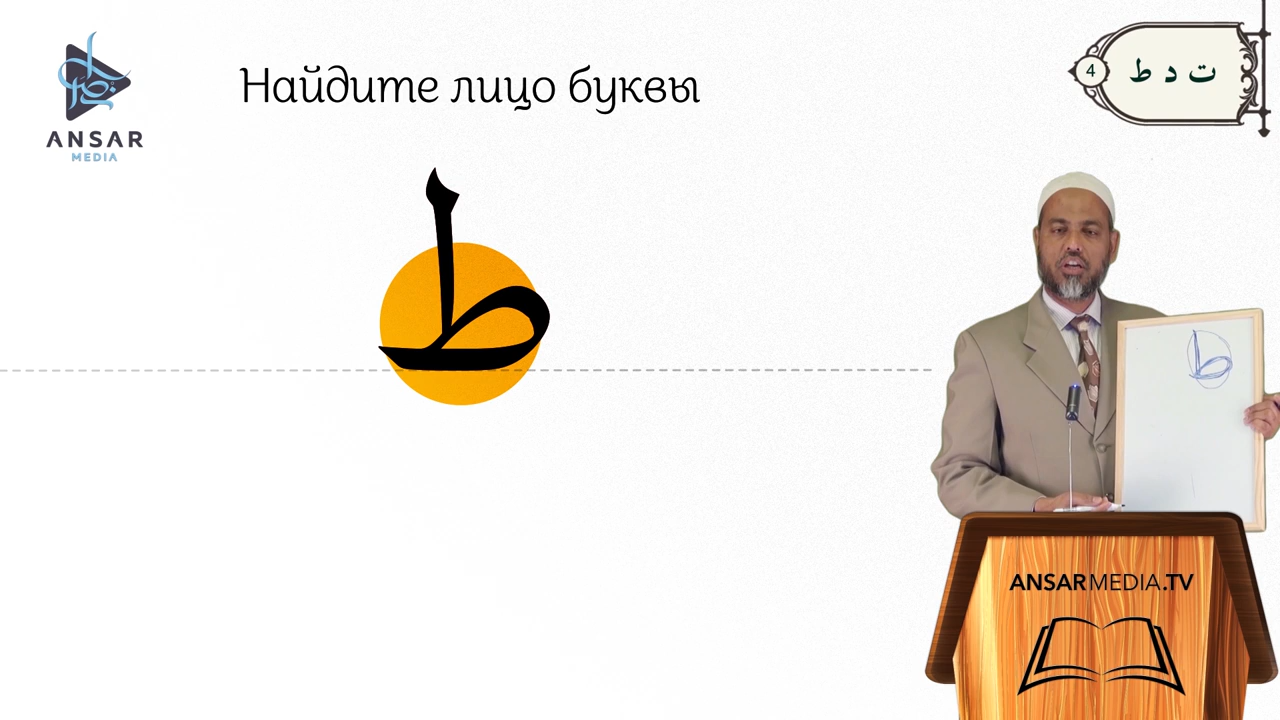 ANSAR
MEDIA
Найдите лицо буквы
4
ت د ط
ط
ط
ANSARMEDIA.TV